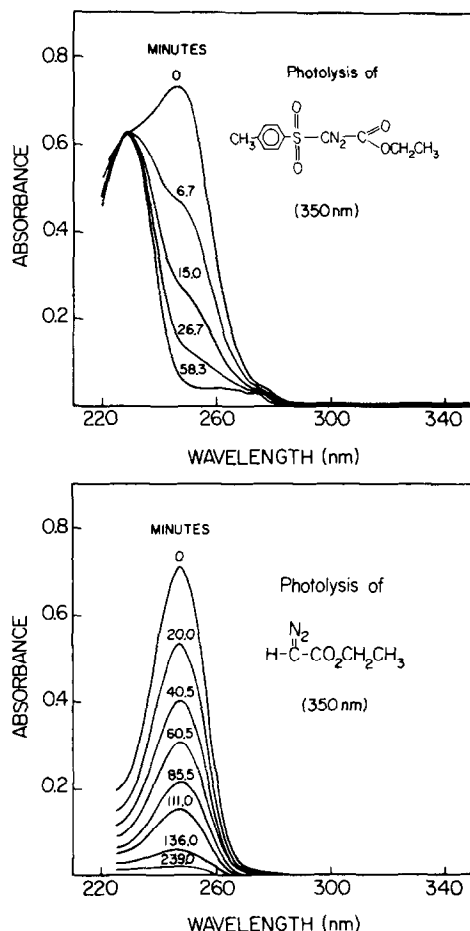 MINUTES
0
Photolysis of
O
CH3 S CN2 C O
OCH2CH3
O
(350 nm)
6.7
15.0
26.7
58.3
0.8
0.6
0.4
0.2
ABSORBANCE
220 260 300 340
WAVELENGTH (nm)
MINUTES
0
Photolysis of
N2
H-C-CO2CH2CH3
(350 nm)
20.0
40.5
60.5
85.5
111.0
136.0
239.0
0.8
0.6
0.4
0.2
ABSORBANCE
220 260 300 340
WAVELENGTH (nm)